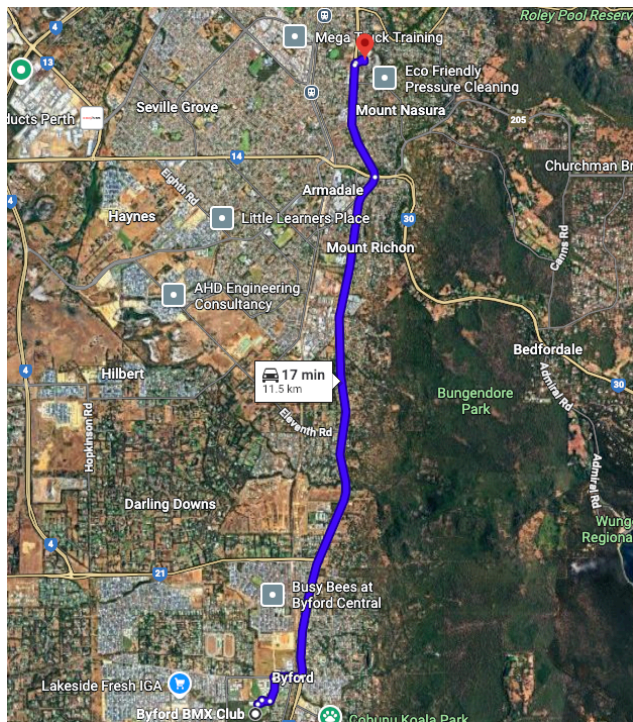 Roley Pool Reserv
4
Mega Truck Training
13
Eco Friendly
Pressure Cleaning
Seville Grove
ducts Perth
Mount Nasura
205
14
Churchman Br
Eighth Rd
Armadale
4
Haynes
Little Learners Place
30
Mount Richon
Canns Rd
AHD Engineering
Consultancy
Bedfordale
4
Hilbert
17 min
11.5 km
30
Bungendore
Park
Admiral Rd
Hopkinson Rd
Eleventh Rd
Admiral Rd
Darling Downs
Wung
Regiona
4
21
Busy Bees at
Byford Central
Byford
Lakeside Fresh IGA
Byford BMX Club
Cohunu Koala Park